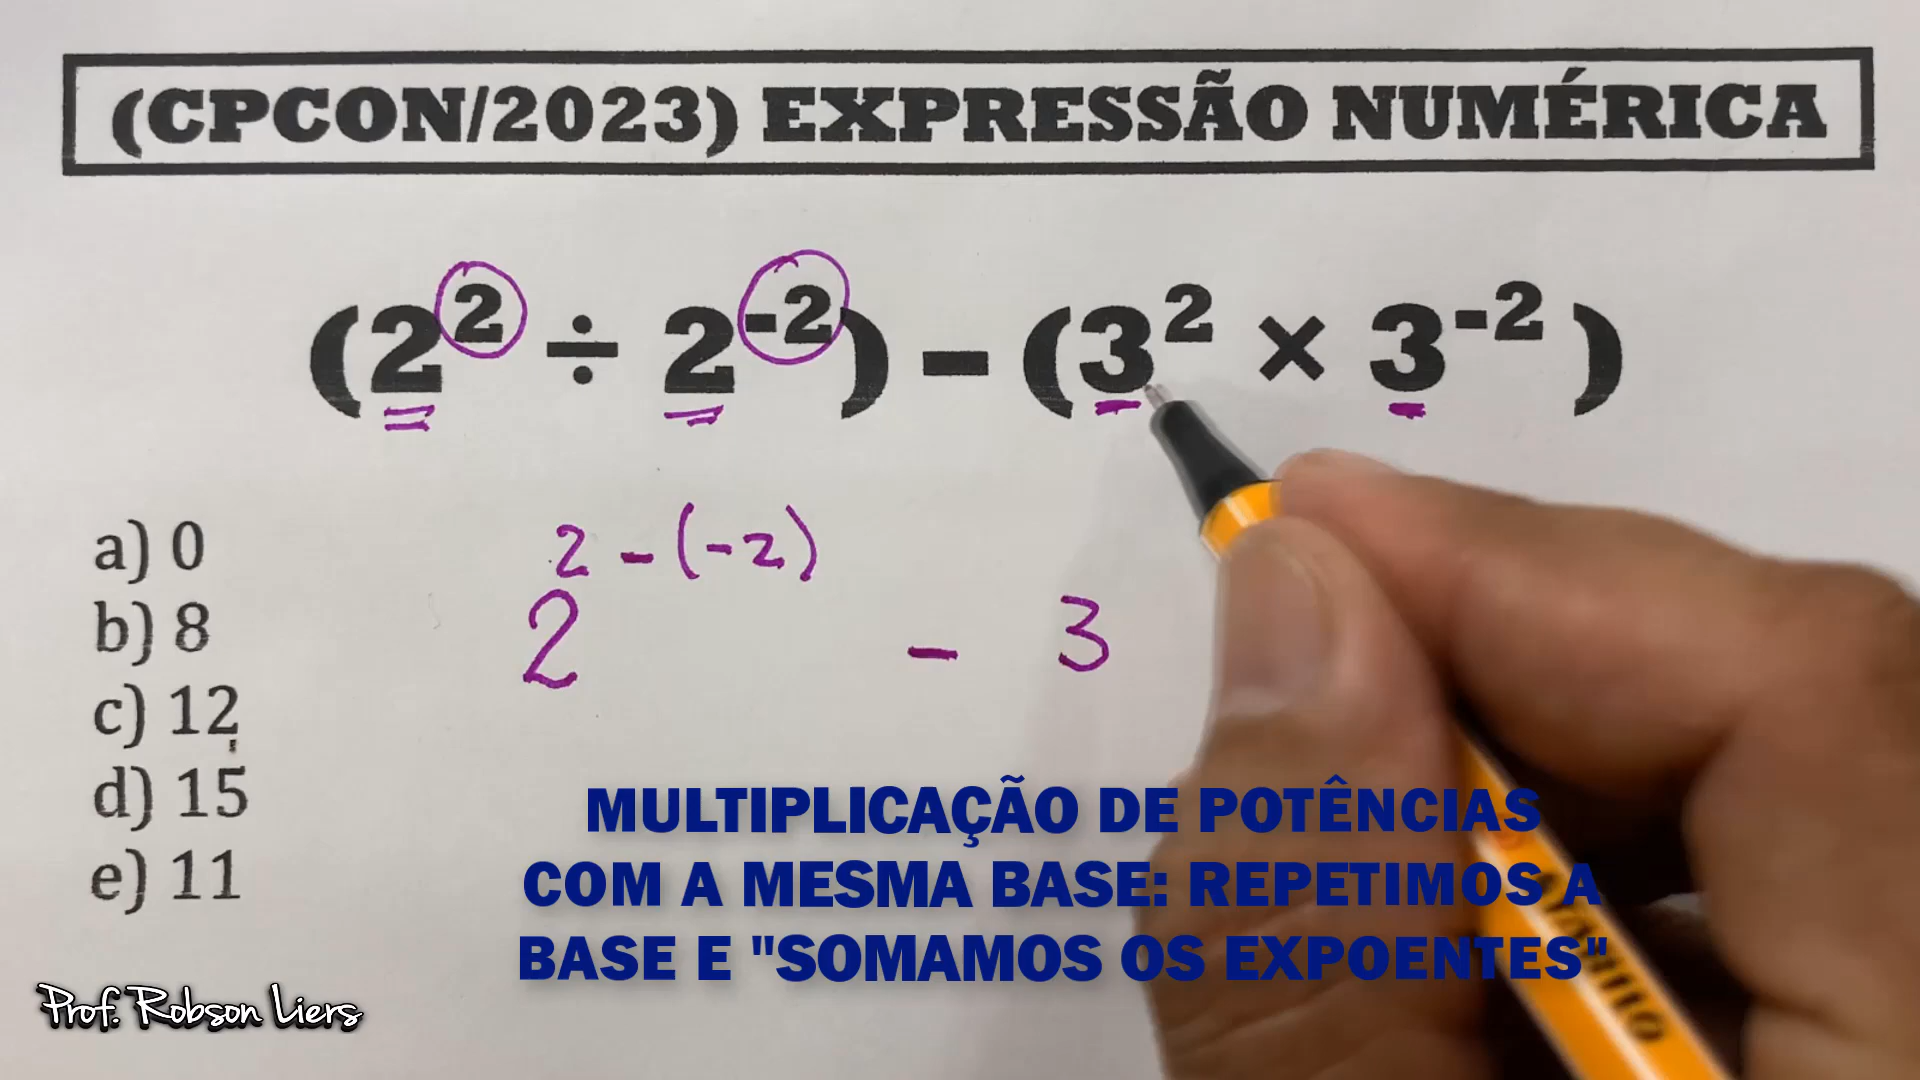 (CPCON/2023) EXPRESSÃO NUMÉRICA
(2² ÷ 2⁻²) - (3² × 3⁻²)
a) 0
b) 8
c) 12
d) 15
e) 11
2 - (-2)
2 - 3
MULTIPLICAÇÃO DE POTÊNCIAS
COM A MESMA BASE: REPETIMOS A
BASE E "SOMAMOS OS EXPOENTES"
Prof. Robson Liers